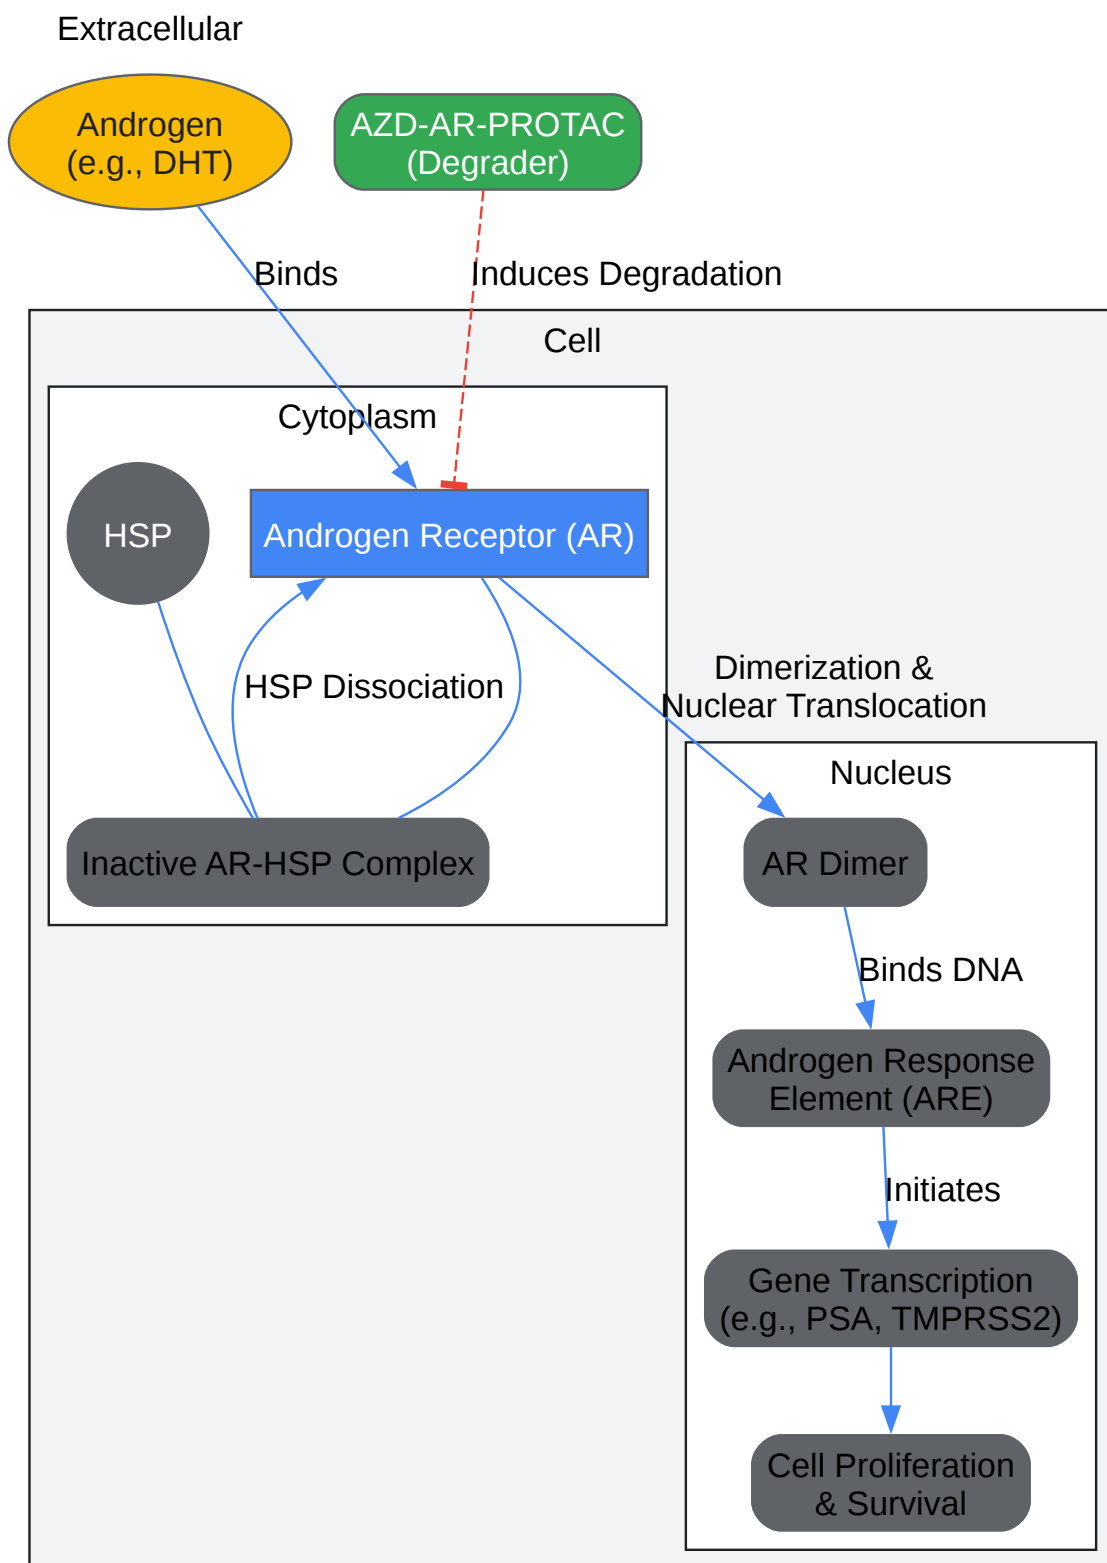 Extracellular
Androgen
(e.g., DHT)
AZD-AR-PROTAC
(Degrader)
Binds
Induces Degradation
Cell
Cytoplasm
HSP
Androgen Receptor (AR)
HSP Dissociation
Dimerization &
Nuclear Translocation
Nucleus
Inactive AR-HSP Complex
AR Dimer
Binds DNA
Androgen Response
Element (ARE)
Initiates
Gene Transcription
(e.g., PSA, TMPRSS2)
Cell Proliferation
& Survival